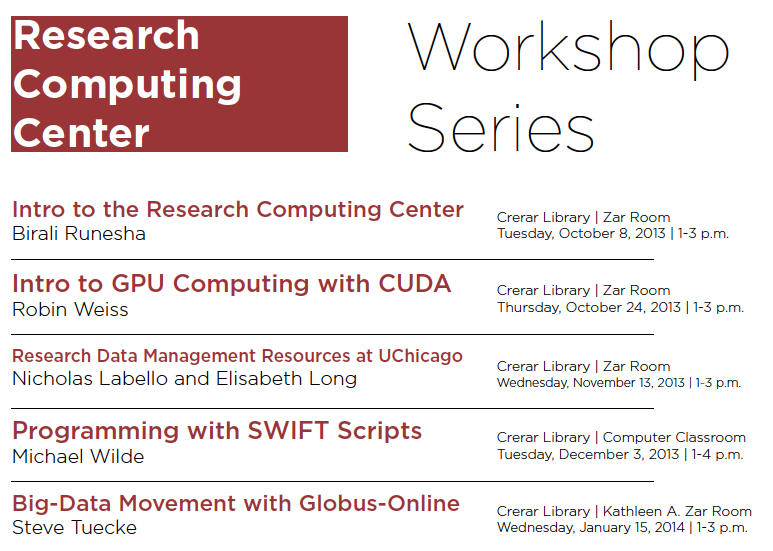 Research
Computing
Center
Workshop
Series
Intro to the Research Computing Center
Birali Runesha
Crerar Library | Zar Room
Tuesday, October 8, 2013 | 1-3 p.m.
Intro to GPU Computing with CUDA
Robin Weiss
Crerar Library | Zar Room
Thursday, October 24, 2013 | 1-3 p.m.
Research Data Management Resources at UChicago
Nicholas Labello and Elisabeth Long
Crerar Library | Zar Room
Wednesday, November 13, 2013 | 1-3 p.m.
Programming with SWIFT Scripts
Michael Wilde
Crerar Library | Computer Classroom
Tuesday, December 3, 2013 | 1-4 p.m.
Big-Data Movement with Globus-Online
Steve Tuecke
Crerar Library | Kathleen A. Zar Room
Wednesday, January 15, 2014 | 1-3 p.m.